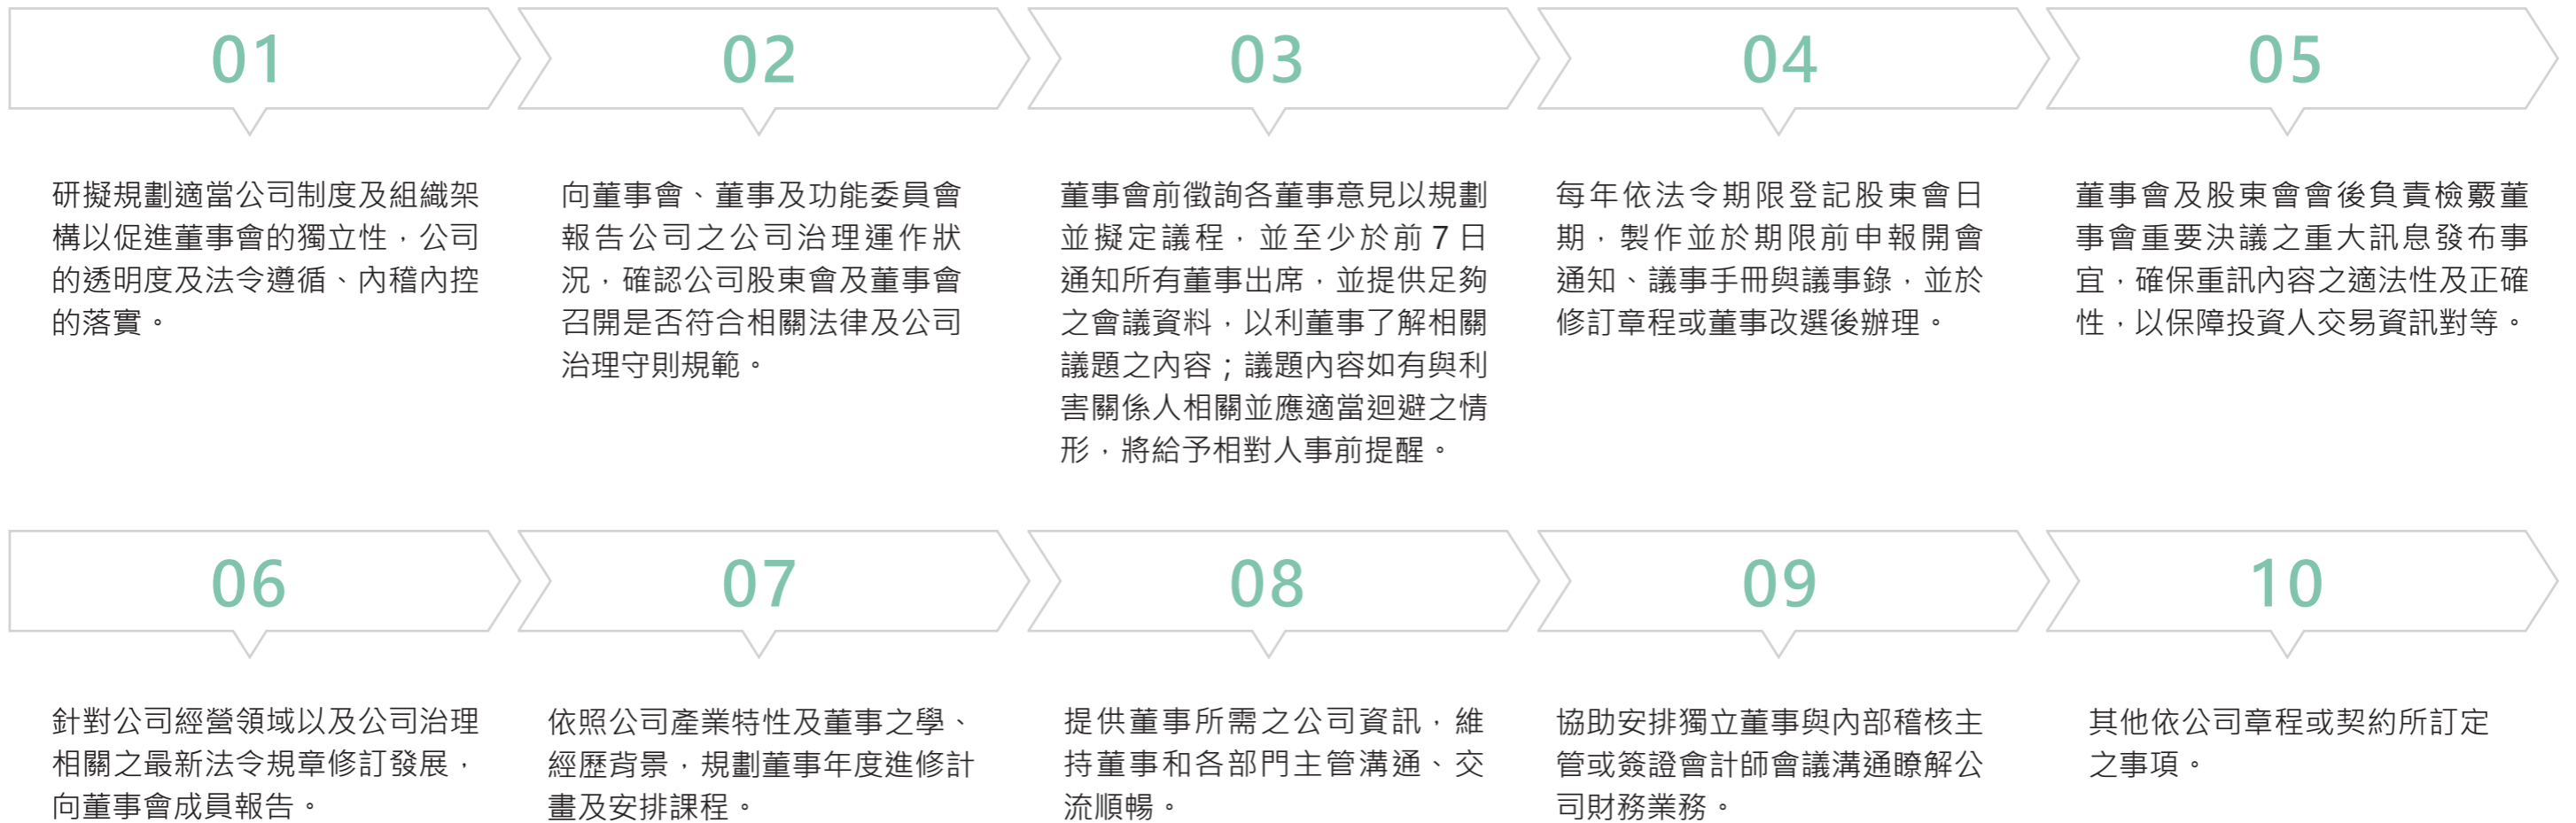 01
研擬規劃適當公司制度及組織架
構以促進董事會的獨立性，公司
的透明度及法令遵循、內稽內控
的落實。
02
向董事會、董事及功能委員會
報告公司之公司治理運作狀
況，確認公司股東會及董事會
召開是否符合相關法律及公司
治理守則規範。
03
董事會前徵詢各董事意見以規劃
並擬定議程，並至少於前 7 日
通知所有董事出席，並提供足夠
之會議資料，以利董事了解相關
議題之內容；議題內容如有與利
害關係人相關並應適當迴避之情
形，將給予相對人事前提醒。
04
每年依法令期限登記股東會日
期，製作並於期限前申報開會
通知、議事手冊與議事錄，並於
修訂章程或董事改選後辦理。
05
董事會及股東會會後負責檢覈董
事會重要決議之重大訊息發布事
宜，確保重訊內容之適法性及正確
性，以保障投資人交易資訊對等。
06
針對公司經營領域以及公司治理
相關之最新法令規章修訂發展，
向董事會成員報告。
07
依照公司產業特性及董事之學、
經歷背景，規劃董事年度進修計
畫及安排課程。
08
提供董事所需之公司資訊，維
持董事和各部門主管溝通、交
流順暢。
09
協助安排獨立董事與內部稽核主
管或簽證會計師會議溝通瞭解公
司財務業務。
10
其他依公司章程或契約所訂定
之事項。